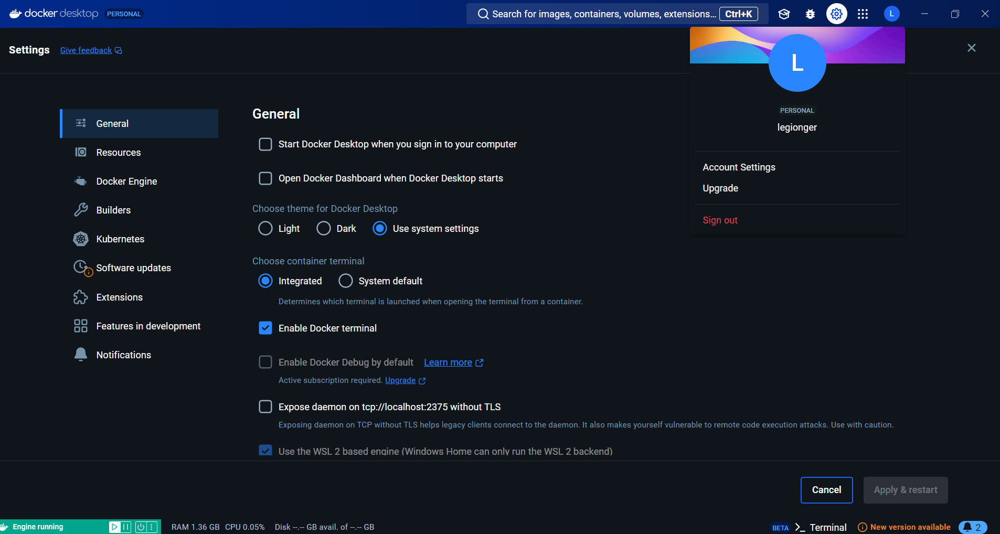 docker desktop PERSONAL
Search for images, containers, volumes, extensions... Ctrl+K
L
Settings Give feedback
L
PERSONAL
legionger
Account Settings
Upgrade
Sign out
General
Resources
Docker Engine
Builders
Kubernetes
Software updates
Extensions
Features in development
Notifications
General
Start Docker Desktop when you sign in to your computer
Open Docker Dashboard when Docker Desktop starts
Choose theme for Docker Desktop
Light Dark Use system settings
Choose container terminal
Integrated System default
Determines which terminal is launched when opening the terminal from a container.
Enable Docker terminal
Enable Docker Debug by default Learn more
Active subscription required. Upgrade
Expose daemon on tcp://localhost:2375 without TLS
Exposing daemon on TCP without TLS helps legacy clients connect to the daemon. It also makes yourself vulnerable to remote code execution attacks. Use with caution.
Use the WSL 2 based engine (Windows Home can only run the WSL 2 backend)
Cancel Apply & restart
Engine running RAM 1.36 GB CPU 0.05% Disk --.-- GB avail. of --.-- GB BETA Terminal New version available 2